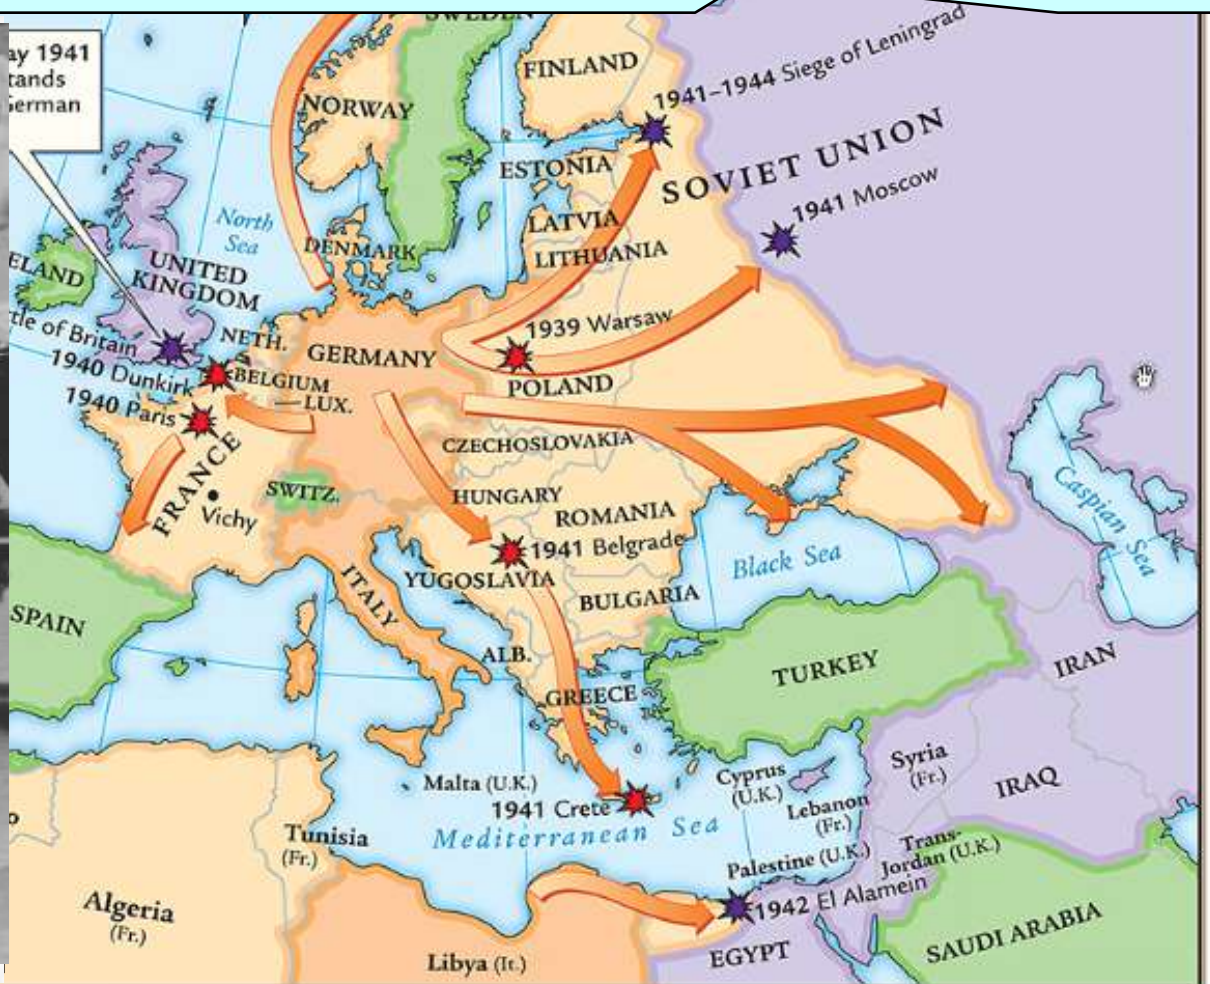 SWEDEN
ay 1941
tands
German
FINLAND
1941–1944 Siege of Leningrad
NORWAY
SOVIET UNION
ESTONIA
1941 Moscow
North
Sea
LATVIA
DENMARK
LITHUANIA
ELAND
UNITED
KINGDOM
tle of Britain
NETH.
1939 Warsaw
GERMANY
1940 Dunkirk
BELGIUM
POLAND
LUX.
1940 Paris
CZECHOSLOVAKIA
FRANCE
SWITZ.
HUNGARY
Vichy
ROMANIA
Caspian Sea
1941 Belgrade
Black Sea
YUGOSLAVIA
ITALY
BULGARIA
SPAIN
ALB.
TURKEY
IRAN
GREECE
Malta (U.K.)
Cyprus
(U.K.)
Syria
(Fr.)
IRAQ
1941 Crete
Lebanon
(Fr.)
o
Tunisia
(Fr.)
Mediterranean Sea
Trans-
Jordan (U.K.)
Palestine (U.K.)
Algeria
(Fr.)
1942 El Alamein
SAUDI ARABIA
EGYPT
Libya (It.)